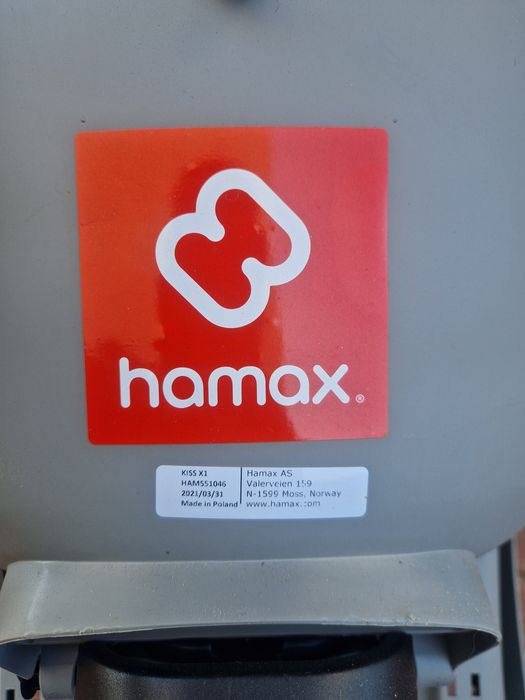 hamax®
KISS X1
HAM551046
2021/03/31
Made in Poland
Hamax AS
Valerveien 159
N-1599 Moss, Norway
www.hamax.com